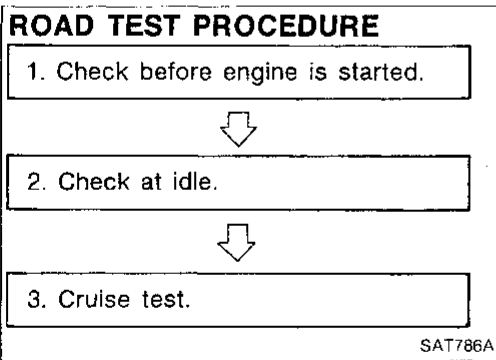 ROAD TEST PROCEDURE
1. Check before engine is started.
2. Check at idle.
3. Cruise test.
SAT786A